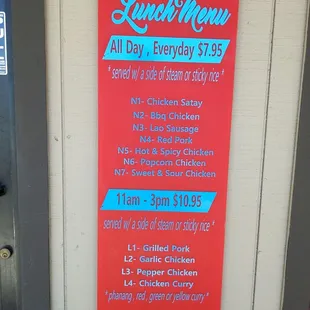 Lunch Menu
All Day , Everyday $7.95
* served w/ a side of steam or sticky rice *
N1- Chicken Satay
N2- Bbq Chicken
N3- Lao Sausage
N4- Red Pork
N5- Hot & Spicy Chicken
N6- Popcorn Chicken
N7- Sweet & Sour Chicken
11am - 3pm $10.95
served w/ a side of steam or sticky rice *
L1- Grilled Pork
L2- Garlic Chicken
L3- Pepper Chicken
L4- Chicken Curry
*phanang , red , green or yellow curry*